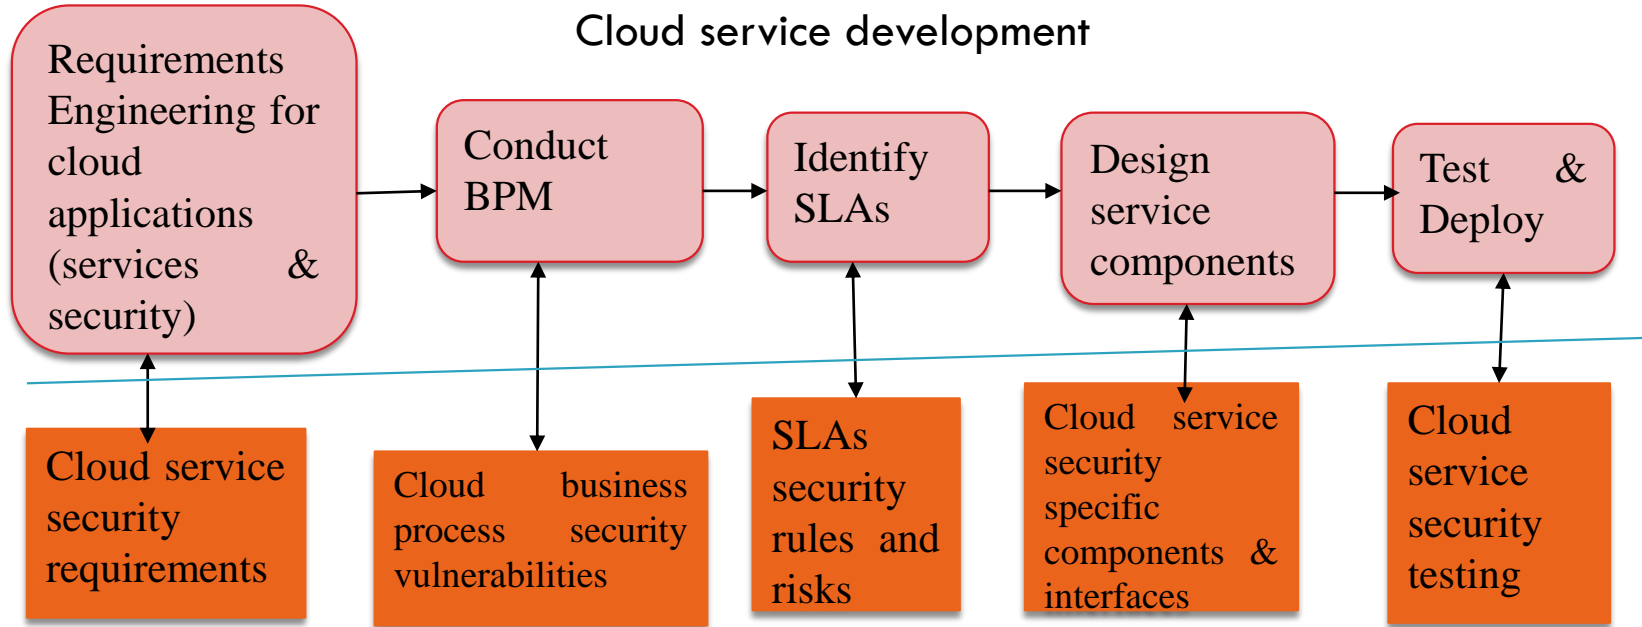 Cloud service development
Requirements
Engineering for
cloud
applications
(services &
security)
Conduct
BPM
Identify
SLAs
Design
service
components
Test &
Deploy
Cloud service
security
requirements
Cloud business
process security
vulnerabilities
SLAs
security
rules and
risks
Cloud service
security
specific
components &
interfaces
Cloud
service
security
testing